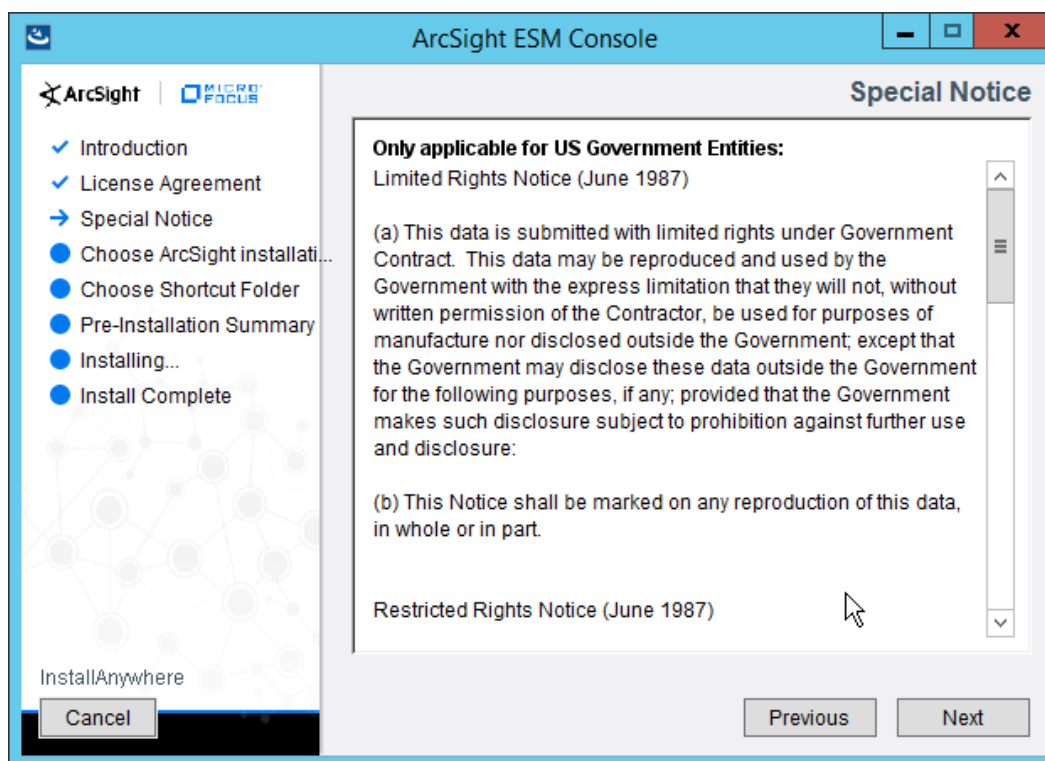 ArcSight ESM Console
ArcSight | MICRO
FOCUS
Special Notice
Introduction
License Agreement
Special Notice
Choose ArcSight installati...
Choose Shortcut Folder
Pre-Installation Summary
Installing...
Install Complete
Only applicable for US Government Entities:
Limited Rights Notice (June 1987)
(a) This data is submitted with limited rights under Government
Contract. This data may be reproduced and used by the
Government with the express limitation that they will not, without
written permission of the Contractor, be used for purposes of
manufacture nor disclosed outside the Government; except that
the Government may disclose these data outside the Government
for the following purposes, if any; provided that the Government
makes such disclosure subject to prohibition against further use
and disclosure:
(b) This Notice shall be marked on any reproduction of this data,
in whole or in part.
Restricted Rights Notice (June 1987)
InstallAnywhere
Cancel
Previous
Next